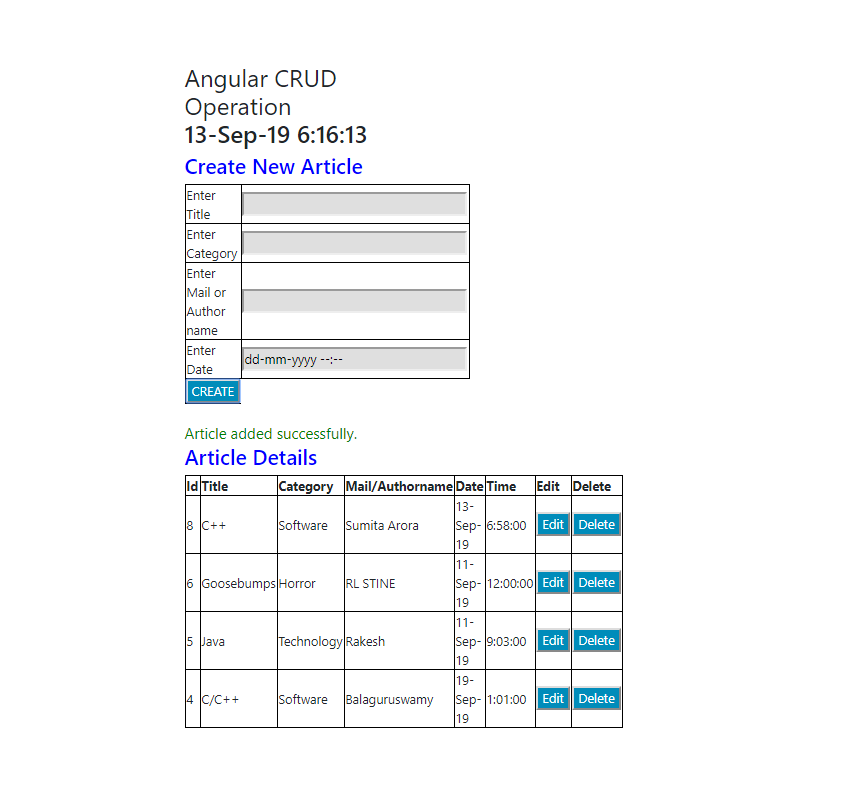 Angular CRUD
Operation
13-Sep-19 6:16:13
Create New Article
Enter
Title
Enter
Category
Enter
Mail or
Author
name
Enter
Date
dd-mm-yyyy --:--
CREATE
Article added successfully.
Article Details
Id Title Category Mail/Authorname Date Time Edit Delete
8 C++ Software Sumita Arora 13-Sep-19 6:58:00 Edit Delete
6 Goosebumps Horror RL STINE 11-Sep-19 12:00:00 Edit Delete
5 Java Technology Rakesh 11-Sep-19 9:03:00 Edit Delete
4 C/C++ Software Balaguruswamy 19-Sep-19 1:01:00 Edit Delete